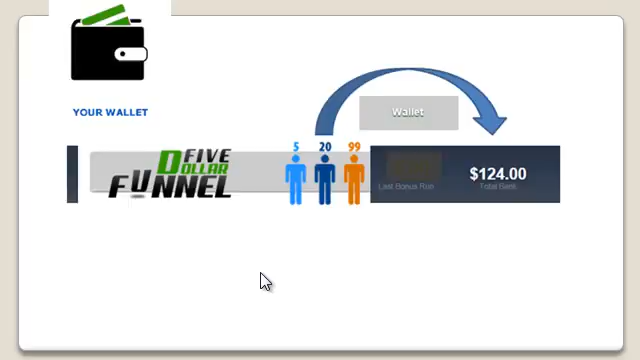 YOUR WALLET
Wallet
FIVE
DOLLAR
FUNNEL
5
20
99
Last Bonus Run
$124.00
Total Bank